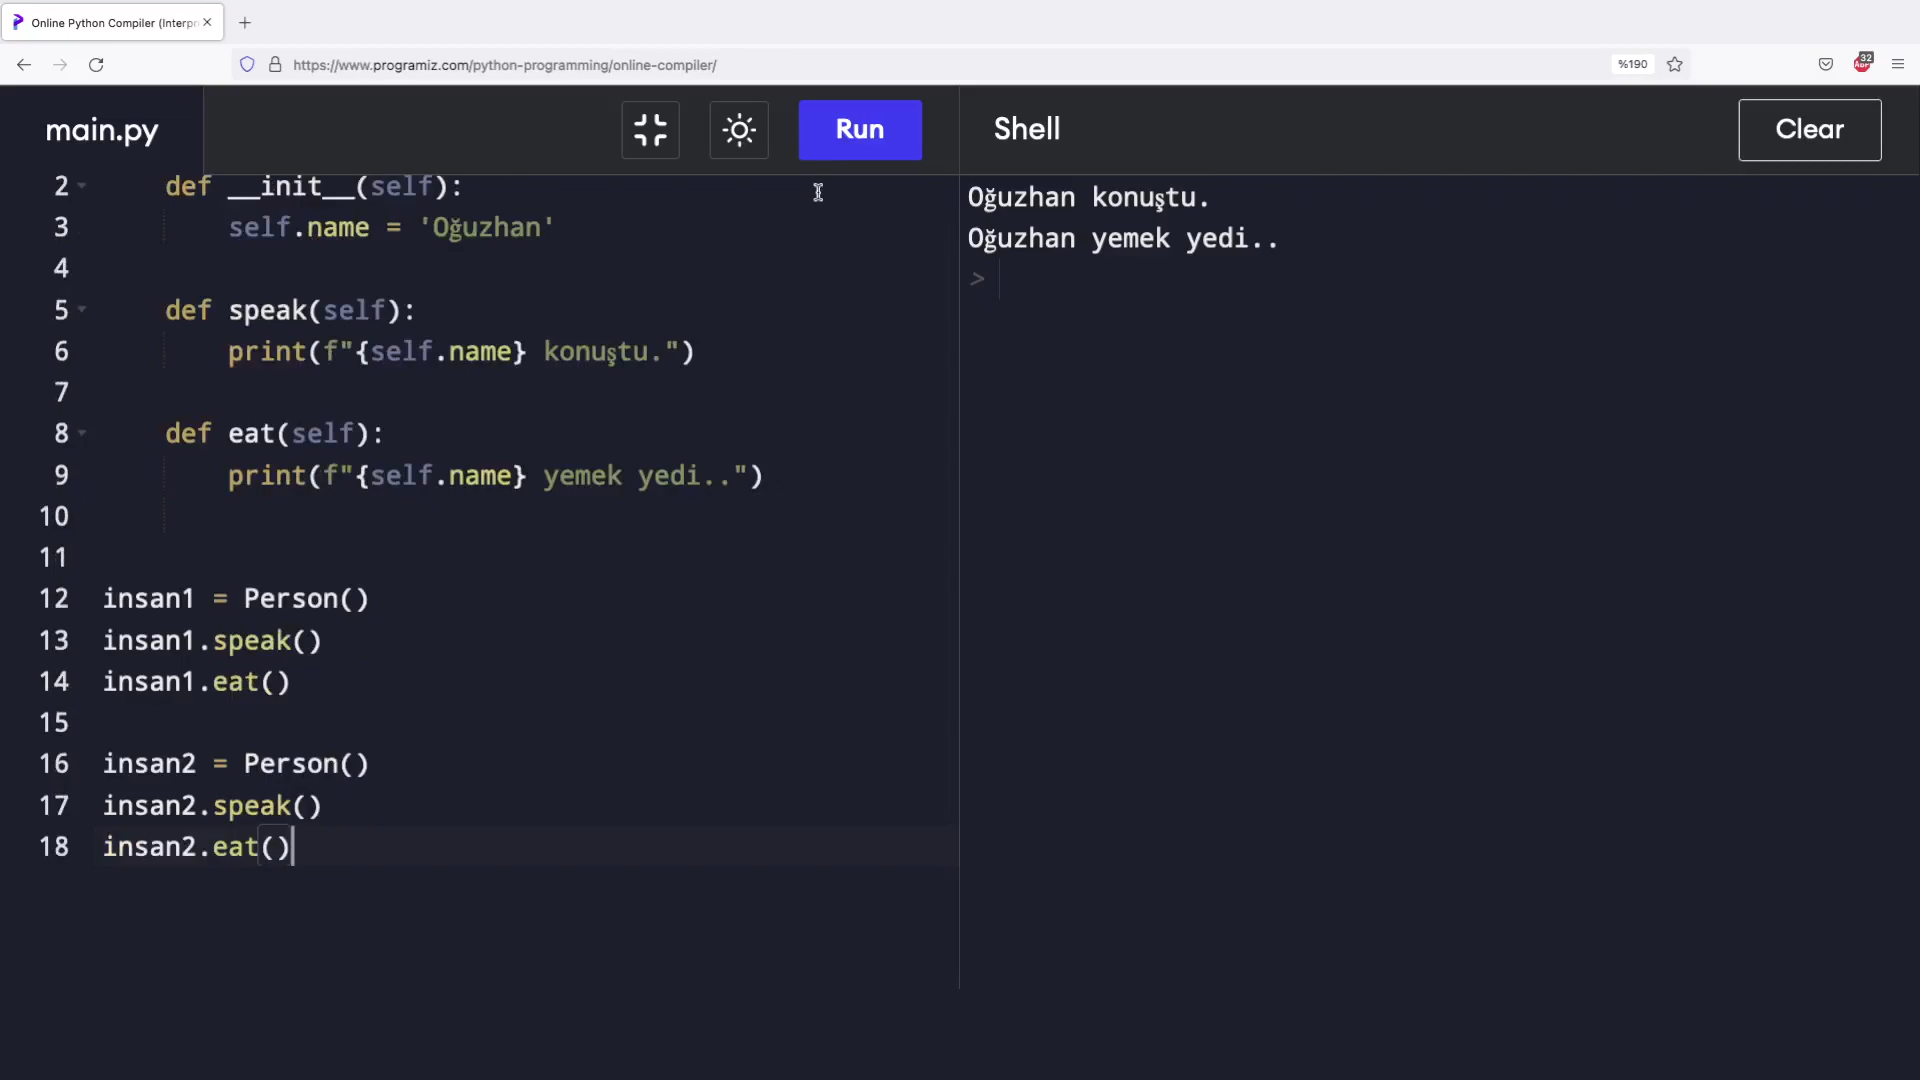 Online Python Compiler (Interpr
https://www.programiz.com/python-programming/online-compiler/
%190
32
ABP
main.py
Run
Shell
Clear
2 def __init__(self):
3 self.name = 'Oğuzhan'
4
5 def speak(self):
6 print(f"{self.name} konuştu.")
7
8 def eat(self):
9 print(f"{self.name} yemek yedi..")
10
11
12 insan1 = Person()
13 insan1.speak()
14 insan1.eat()
15
16 insan2 = Person()
17 insan2.speak()
18 insan2.eat()
Oğuzhan konuştu.
Oğuzhan yemek yedi..
>